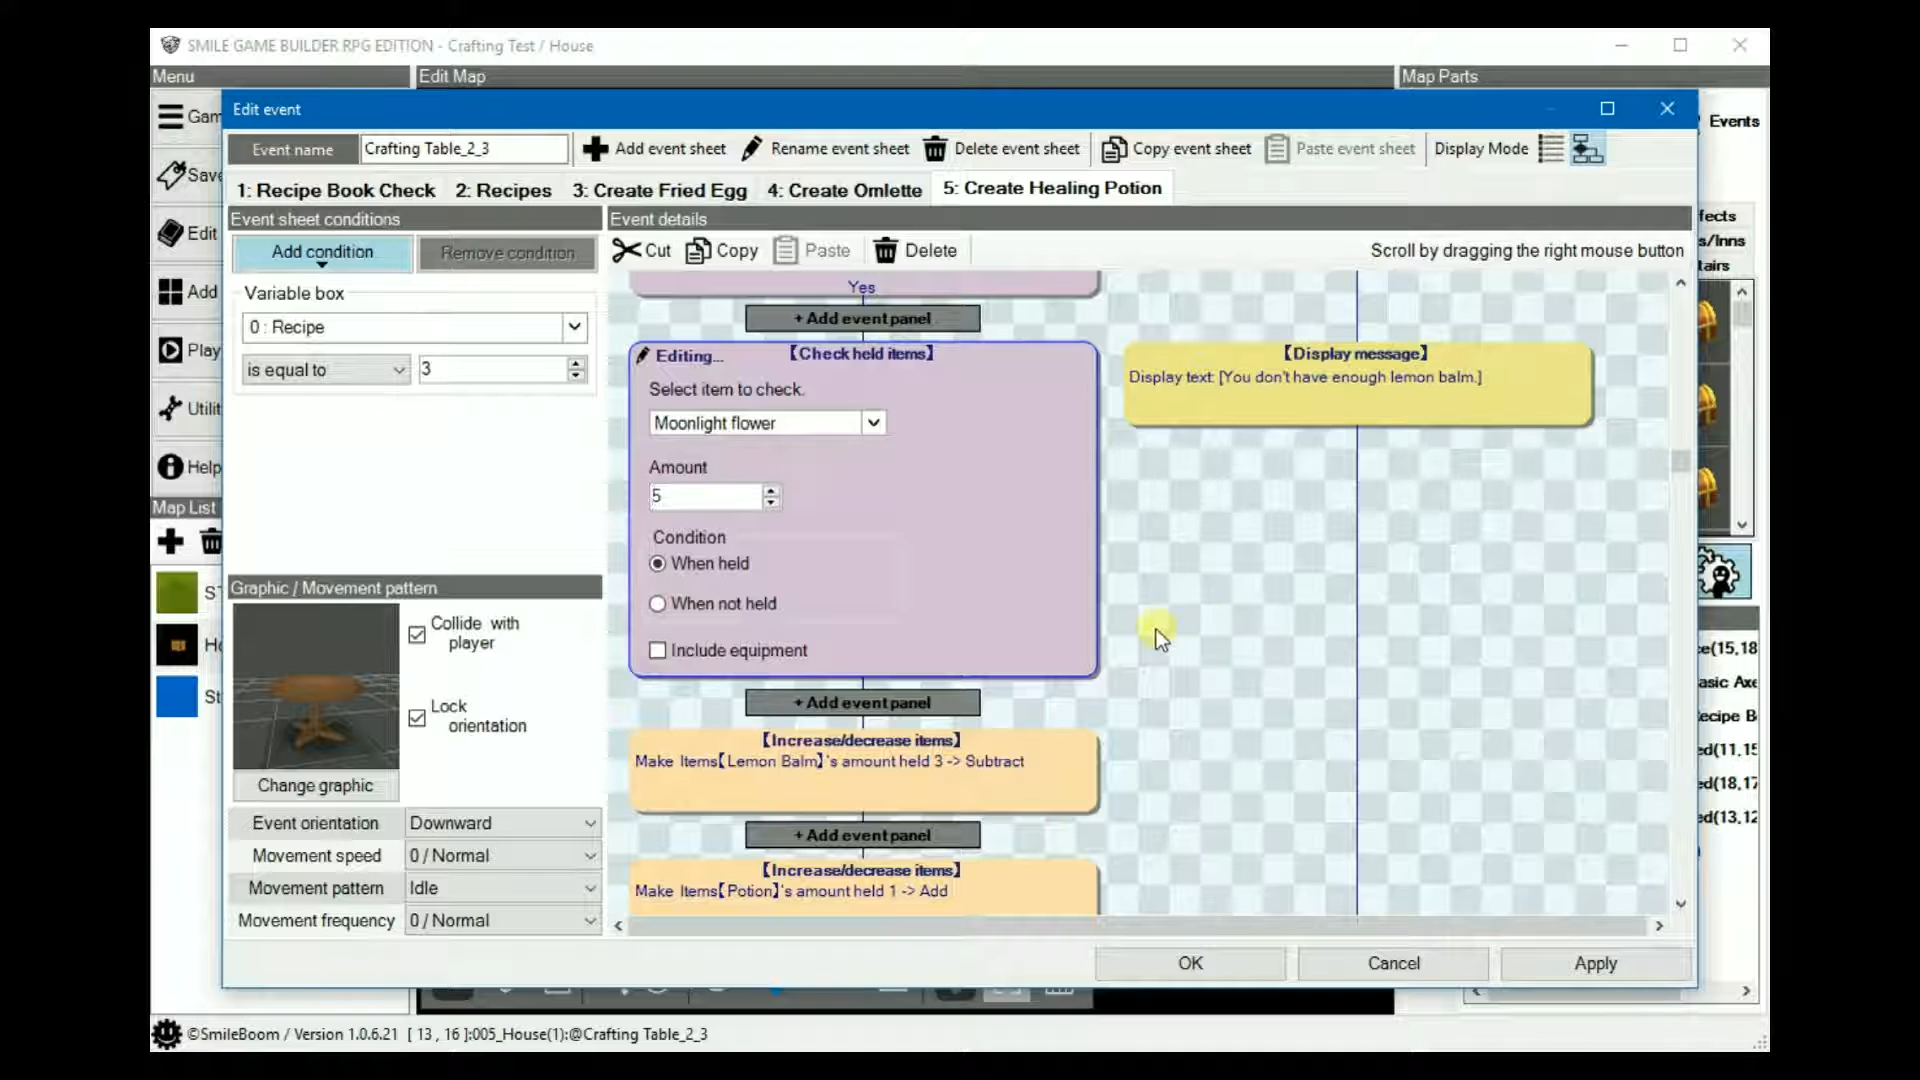 SMILE GAME BUILDER RPG EDITION - Crafting Test / House
Menu
Edit Map
Map Parts
Edit event
Events
Event name
Crafting Table_2_3
Add event sheet
Rename event sheet
Delete event sheet
Copy event sheet
Paste event sheet
Display Mode
1: Recipe Book Check
2: Recipes
3: Create Fried Egg
4: Create Omlette
5: Create Healing Potion
Event sheet conditions
Event details
Add condition
Remove condition
Cut
Copy
Paste
Delete
Scroll by dragging the right mouse button
Edit
Add
Play
Help
Map List
Variable box
0 : Recipe
is equal to
3
Yes
+ Add event panel
Editing...
【Check held items】
Select item to check.
Moonlight flower
Amount
5
Condition
When held
When not held
Include equipment
【Display message】
Display text: [You don't have enough lemon balm.]
+ Add event panel
【Increase/decrease items】
Make Items【Lemon Balm】's amount held 3 -> Subtract
+ Add event panel
【Increase/decrease items】
Make Items【Potion】's amount held 1 -> Add
Graphic / Movement pattern
Collide with
player
Lock
orientation
Change graphic
Event orientation
Downward
Movement speed
0 / Normal
Movement pattern
Idle
Movement frequency
0 / Normal
OK
Cancel
Apply
©SmileBoom / Version 1.0.6.21 [ 13 , 16 ]:005_House(1):@Crafting Table_2_3